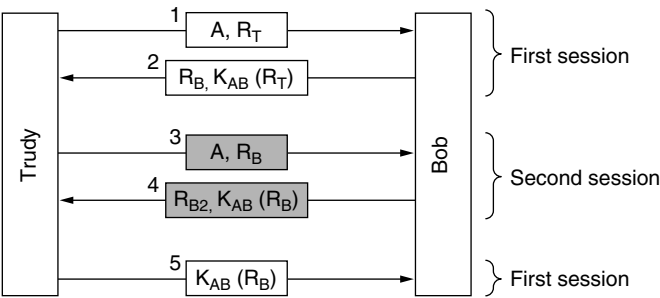 1
A, R_T
First session
2
R_B, K_AB (R_T)
Trudy
Bob
3
A, R_B
Second session
4
R_B2, K_AB (R_B)
5
K_AB (R_B)
First session